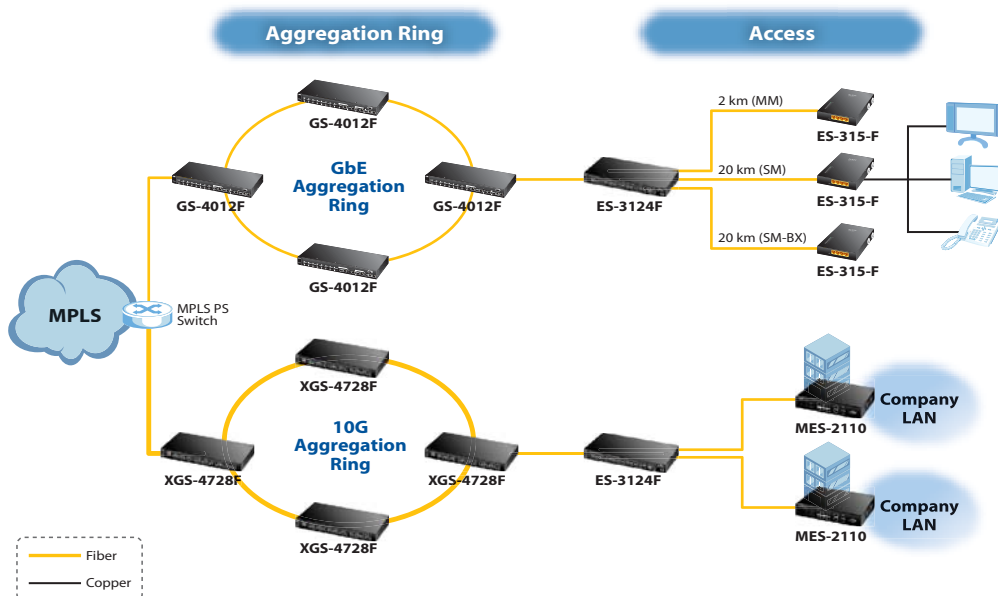 Aggregation Ring
Access
GS-4012F
2 km (MM)
ES-315-F
GbE
Aggregation
Ring
GS-4012F
GS-4012F
ES-3124F
20 km (SM)
ES-315-F
GS-4012F
20 km (SM-BX)
ES-315-F
MPLS
MPLS PS
Switch
XGS-4728F
10G
Aggregation
Ring
XGS-4728F
XGS-4728F
ES-3124F
XGS-4728F
MES-2110
Company
LAN
MES-2110
Company
LAN
Fiber
Copper